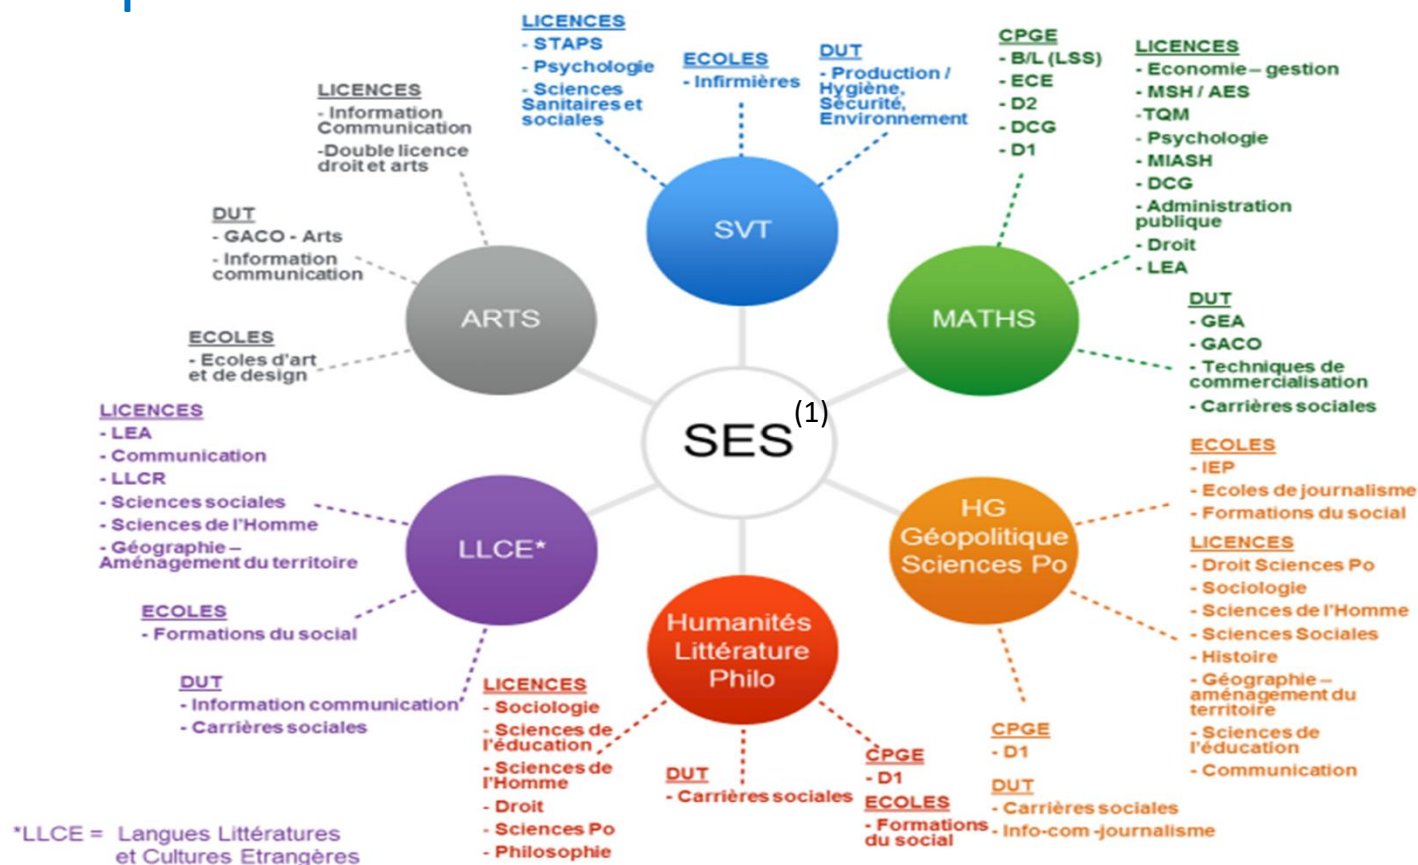 LICENCES
- STAPS
- Psychologie
- Sciences
Sanitaires et
sociales
ECOLES
- Infirmières
DUT
- Production /
Hygiène,
Sécurité,
Environnement
SVT
CPGE
- B/L (LSS)
- ECE
- D2
- DCG
- D1
LICENCES
- Economie – gestion
- MSH / AES
-TQM
- Psychologie
- MIASH
- DCG
- Administration
publique
- Droit
- LEA
DUT
- GEA
- GACO
- Techniques de
commercialisation
- Carrières sociales
MATHS
LICENCES
- Information
Communication
-Double licence
droit et arts
DUT
- GACO - Arts
- Information
communication
ECOLES
- Ecoles d'art
et de design
ARTS
SES (1)
LICENCES
- LEA
- Communication
- LLCR
- Sciences sociales
- Sciences de l'Homme
- Géographie –
Aménagement du territoire
ECOLES
- Formations du social
DUT
- Information communication
- Carrières sociales
LLCE*
HG
Géopolitique
Sciences Po
ECOLES
- IEP
- Ecoles de journalisme
- Formations du social
LICENCES
- Droit Sciences Po
- Sociologie
- Sciences de l'Homme
- Sciences Sociales
- Histoire
- Géographie –
aménagement du
territoire
- Sciences de
l'éducation
- Communication
CPGE
- D1
DUT
- Carrières sociales
- Info-com -journalisme
Humanités
Littérature
Philo
LICENCES
- Sociologie
- Sciences de
l'éducation
- Sciences de
l'Homme
- Droit
- Sciences Po
- Philosophie
DUT
- Carrières sociales
CPGE
- D1
ECOLES
- Formations
du social
*LLCE = Langues Littératures
et Cultures Etrangères